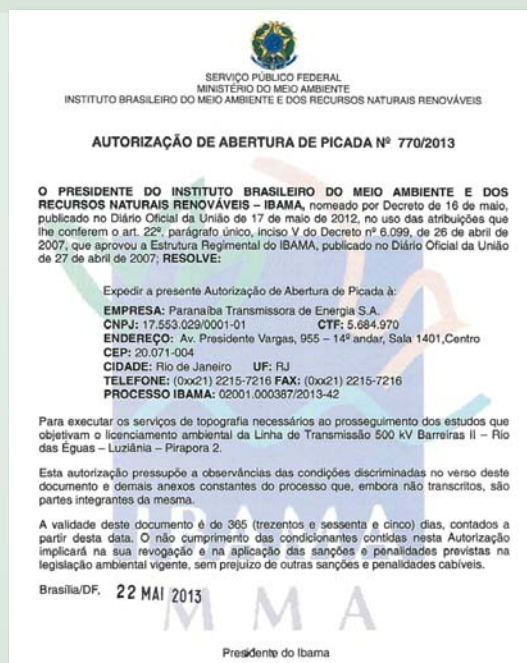 SERVIÇO PÚBLICO FEDERAL
MINISTÉRIO DO MEIO AMBIENTE
INSTITUTO BRASILEIRO DO MEIO AMBIENTE E DOS RECURSOS NATURAIS RENOVÁVEIS
AUTORIZAÇÃO DE ABERTURA DE PICADA Nº 770/2013
O PRESIDENTE DO INSTITUTO BRASILEIRO DO MEIO AMBIENTE E DOS
RECURSOS NATURAIS RENOVÁVEIS – IBAMA, nomeado por Decreto de 16 de maio,
publicado no Diário Oficial da União de 17 de maio de 2012, no uso das atribuições que
lhe conferem o art. 22º, parágrafo único, inciso V do Decreto nº 6.099, de 26 de abril de
2007, que aprovou a Estrutura Regimental do IBAMA, publicado no Diário Oficial da União
de 27 de abril de 2007; RESOLVE:
Expedir a presente Autorização de Abertura de Picada à:
EMPRESA: Paranaíba Transmissora de Energia S.A.
CNPJ: 17.553.029/0001-01 CTF: 5.684.970
ENDEREÇO: Av. Presidente Vargas, 955 – 14º andar, Sala 1401,Centro
CEP: 20.071-004
CIDADE: Rio de Janeiro UF: RJ
TELEFONE: (0xx21) 2215-7216 FAX: (0xx21) 2215-7216
PROCESSO IBAMA: 02001.000387/2013-42
Para executar os serviços de topografia necessários ao prosseguimento dos estudos que
objetivam o licenciamento ambiental da Linha de Transmissão 500 kV Barreiras II – Rio
das Éguas – Luziânia – Pirapora 2.
Esta autorização pressupõe a observâncias das condições discriminadas no verso deste
documento e demais anexos constantes do processo que, embora não transcritos, são
partes integrantes da mesma.
A validade deste documento é de 365 (trezentos e sessenta e cinco) dias, contados a
partir desta data. O não cumprimento das condicionantes contidas nesta Autorização
implicará na sua revogação e na aplicação das sanções e penalidades previstas na
legislação ambiental vigente, sem prejuízo de outras sanções e penalidades cabíveis.
IBAMA
Brasília/DF, 22 MAI 2013
MMA
Presidente do Ibama